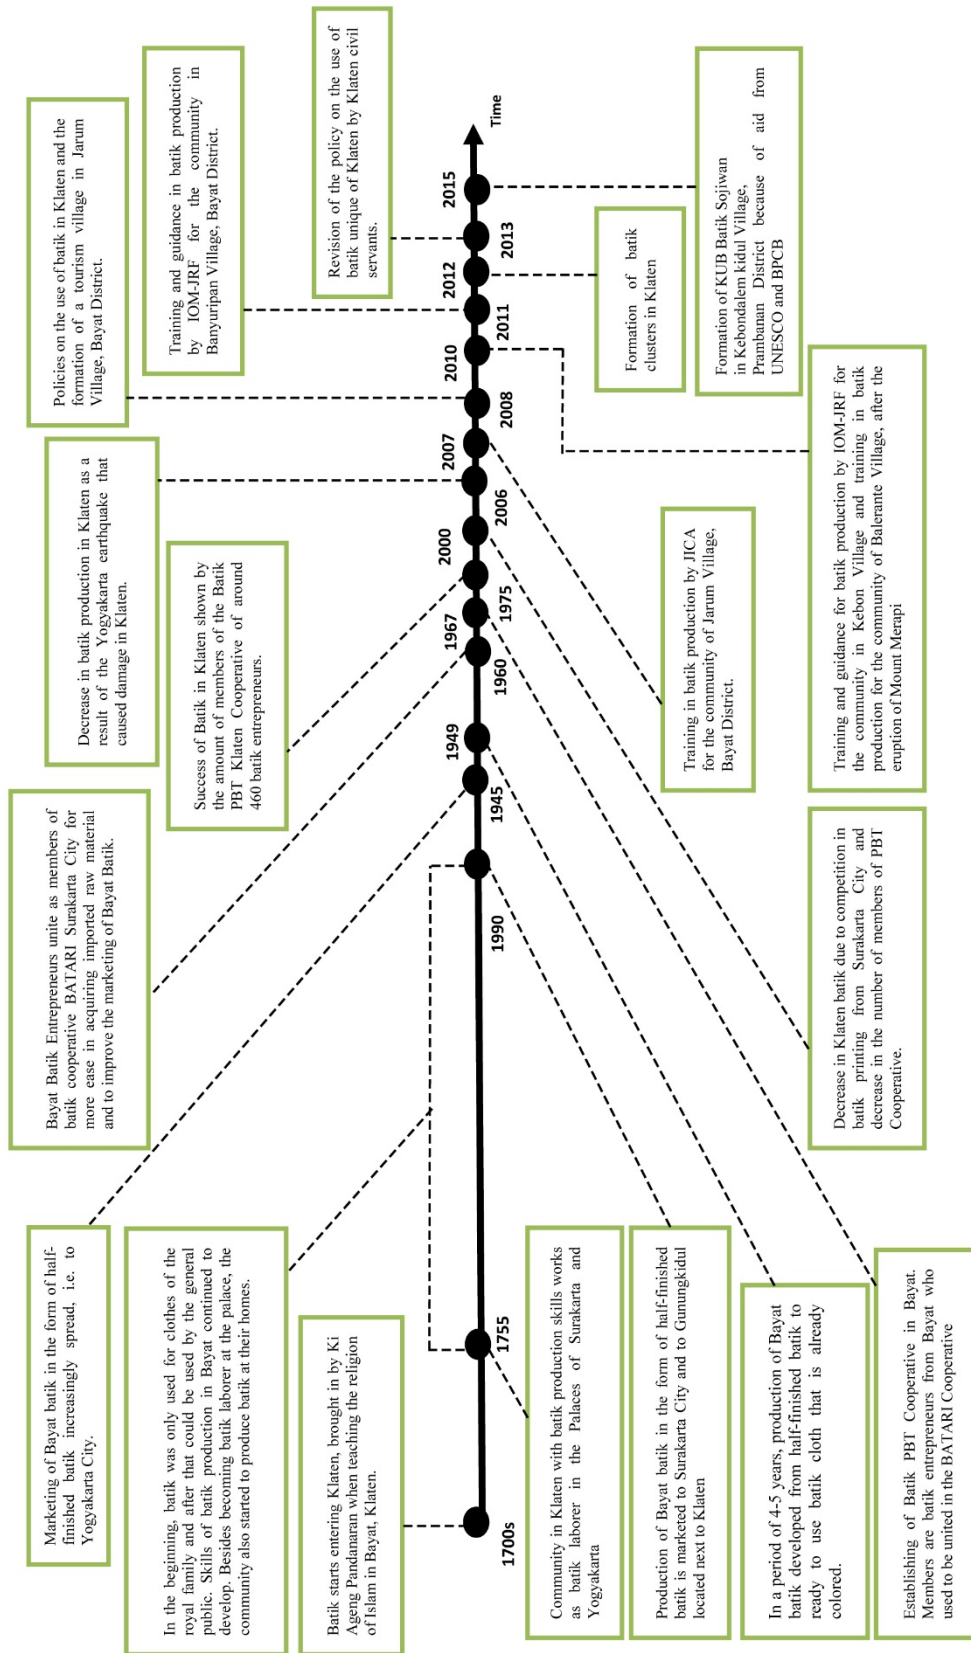 Marketing of Bayat batik in the form of half-
finished batik increasingly spread, i.e. to
Yogyakarta City.
In the beginning, batik was only used for clothes of the
royal family and after that could be used by the general
public. Skills of batik production in Bayat continued to
develop. Besides becoming batik laborer at the palace, the
community also started to produce batik at their homes.
Batik starts entering Klaten, brought in by Ki
Ageng Pandanaran when teaching the religion
of Islam in Bayat, Klaten.
Bayat Batik Entrepreneurs unite as members of
batik cooperative BATARI Surakarta City for
more ease in acquiring imported raw material
and to improve the marketing of Bayat Batik.
Success of Batik in Klaten shown by
the amount of members of the Batik
PBT Klaten Cooperative of around
460 batik entrepreneurs.
Decrease in batik production in Klaten as a
result of the Yogyakarta earthquake that
caused damage in Klaten.
Policies on the use of batik in Klaten and the
formation of a tourism village in Jarum
Village, Bayat District.
Training and guidance in batik production
by IOM-JRF for the community in
Banyuripan Village, Bayat District.
Revision of the policy on the use of
batik unique of Klaten by Klaten civil
servants.
1700s
1755
1990
1945
1949
1960
1967
1975
2000
2006
2007
2008
2010
2011
2012
2013
2015
Time
Community in Klaten with batik production skills works
as batik laborer in the Palaces of Surakarta and
Yogyakarta
Production of Bayat batik in the form of half-finished
batik is marketed to Surakarta City and to Gunungkidul
located next to Klaten
In a period of 4-5 years, production of Bayat
batik developed from half-finished batik to
ready to use batik cloth that is already
colored.
Establishing of Batik PBT Cooperative in Bayat.
Members are batik entrepreneurs from Bayat who
used to be united in the BATARI Cooperative
Decrease in Klaten batik due to competition in
batik printing from Surakarta City and
decrease in the number of members of PBT
Cooperative.
Training in batik production by JICA
for the community of Jarum Village,
Bayat District.
Training and guidance for batik production by IOM-JRF for
the community in Kebon Village and training in batik
production for the community of Balerante Village, after the
eruption of Mount Merapi
Formation of batik
clusters in Klaten
Formation of KUB Batik Sojiwan
in Kebondalem kidul Village,
Prambanan District because of aid from
UNESCO and BPCB